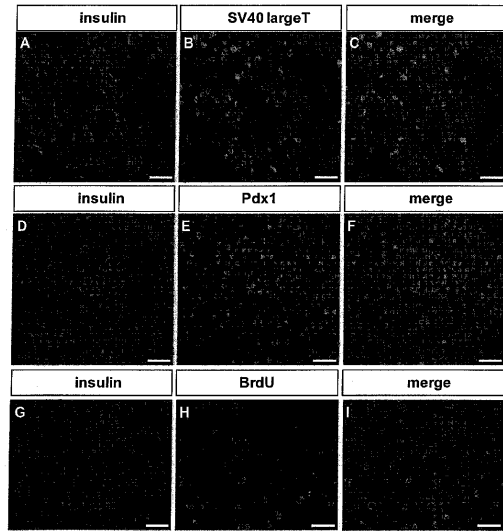 insulin SV40 largeT merge
A B C
insulin Pdx1 merge
D E F
insulin BrdU merge
G H I